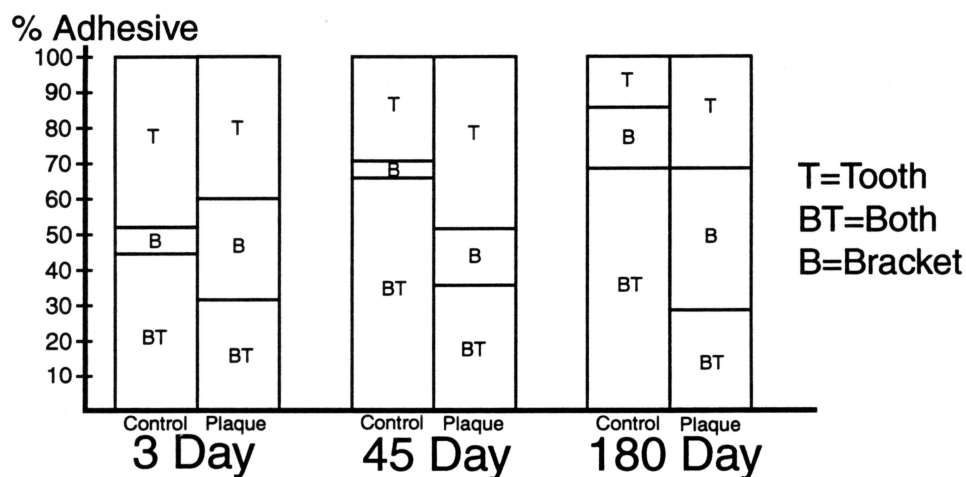 % Adhesive
100
90
80
70
60
50
40
30
20
10
T T T T T T
B B B B B B
BT BT BT BT BT BT
T=Tooth
BT=Both
B=Bracket
Control Plaque Control Plaque Control Plaque
3 Day 45 Day 180 Day